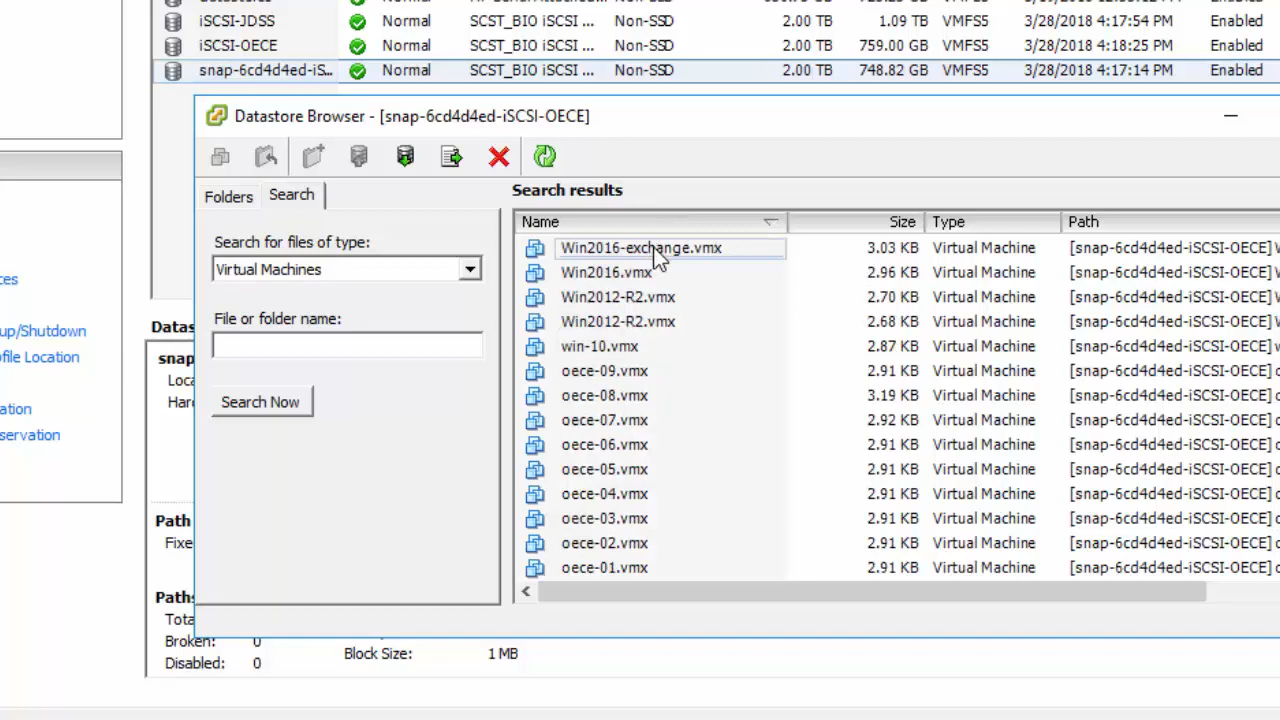 iSCSI-JDSS Normal SCST_BIO iSCSI ... Non-SSD 2.00 TB 1.09 TB VMFS5 3/28/2018 4:17:54 PM Enabled
iSCSI-OECE Normal SCST_BIO iSCSI ... Non-SSD 2.00 TB 759.00 GB VMFS5 3/28/2018 4:18:25 PM Enabled
snap-6cd4d4ed-iS... Normal SCST_BIO iSCSI ... Non-SSD 2.00 TB 748.82 GB VMFS5 3/28/2018 4:17:14 PM Enabled
Datastore Browser - [snap-6cd4d4ed-iSCSI-OECE]
Folders Search
Search for files of type:
Virtual Machines
File or folder name:
Search Now
Search results
Name Size Type Path
Win2016-exchange.vmx 3.03 KB Virtual Machine [snap-6cd4d4ed-iSCSI-OECE] W
Win2016.vmx 2.96 KB Virtual Machine [snap-6cd4d4ed-iSCSI-OECE] W
Win2012-R2.vmx 2.70 KB Virtual Machine [snap-6cd4d4ed-iSCSI-OECE] W
Win2012-R2.vmx 2.68 KB Virtual Machine [snap-6cd4d4ed-iSCSI-OECE] W
win-10.vmx 2.87 KB Virtual Machine [snap-6cd4d4ed-iSCSI-OECE] w
oece-09.vmx 2.91 KB Virtual Machine [snap-6cd4d4ed-iSCSI-OECE] o
oece-08.vmx 3.19 KB Virtual Machine [snap-6cd4d4ed-iSCSI-OECE] o
oece-07.vmx 2.92 KB Virtual Machine [snap-6cd4d4ed-iSCSI-OECE] o
oece-06.vmx 2.91 KB Virtual Machine [snap-6cd4d4ed-iSCSI-OECE] o
oece-05.vmx 2.91 KB Virtual Machine [snap-6cd4d4ed-iSCSI-OECE] o
oece-04.vmx 2.91 KB Virtual Machine [snap-6cd4d4ed-iSCSI-OECE] o
oece-03.vmx 2.91 KB Virtual Machine [snap-6cd4d4ed-iSCSI-OECE] o
oece-02.vmx 2.91 KB Virtual Machine [snap-6cd4d4ed-iSCSI-OECE] o
oece-01.vmx 2.91 KB Virtual Machine [snap-6cd4d4ed-iSCSI-OECE] o
ces
up/Shutdown
ofile Location
ation
servation
Datas
snap
Loca
Hard
Path
Fixe
Paths
Tota
Broken: 0
Disabled: 0
Block Size: 1 MB